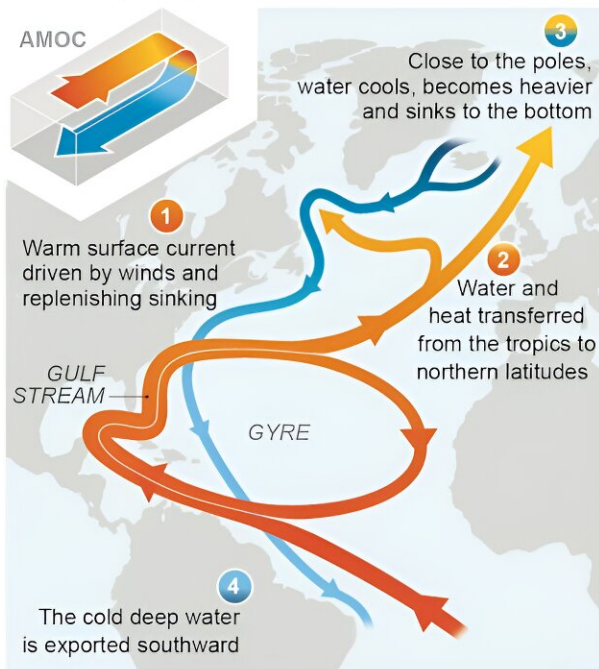 AMOC
3
Close to the poles,
water cools, becomes heavier
and sinks to the bottom
1
Warm surface current
driven by winds and
replenishing sinking
2
Water and
heat transferred
from the tropics to
northern latitudes
GULF
STREAM
GYRE
4
The cold deep water
is exported southward